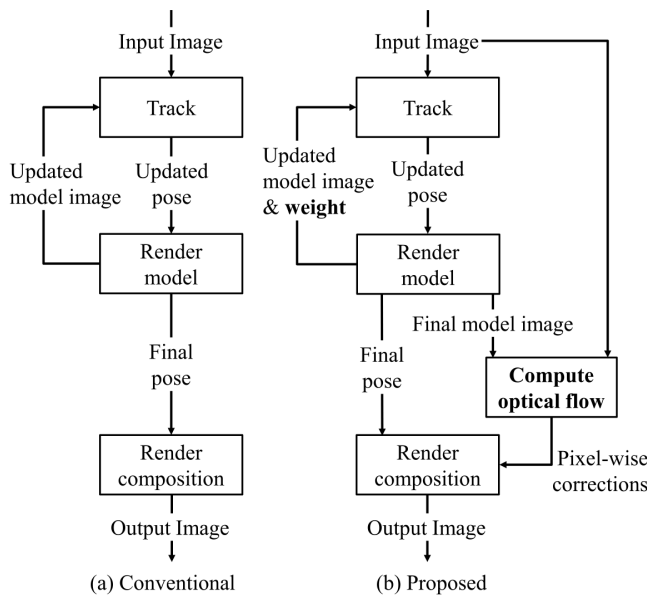 Input Image
Track
Updated
model image
Updated
pose
Render
model
Final
pose
Render
composition
Output Image
(a) Conventional
Input Image
Track
Updated
model image
& weight
Updated
pose
Render
model
Final model image
Final
pose
Compute
optical flow
Render
composition
Pixel-wise
corrections
Output Image
(b) Proposed